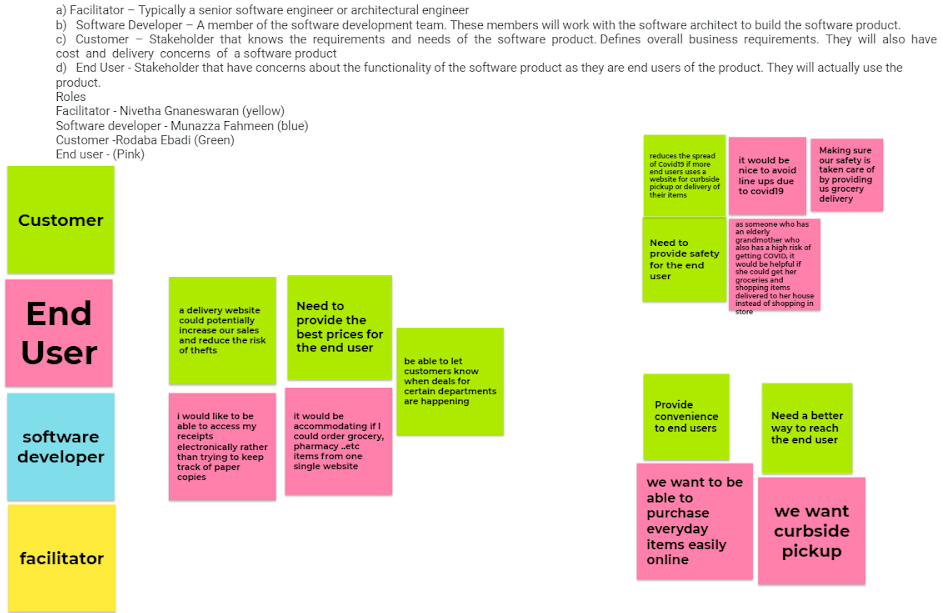 a) Facilitator – Typically a senior software engineer or architectural engineer
b) Software Developer – A member of the software development team. These members will work with the software architect to build the software product.
c) Customer – Stakeholder that knows the requirements and needs of the software product. Defines overall business requirements. They will also have
cost and delivery concerns of a software product
d) End User - Stakeholder that have concerns about the functionality of the software product as they are end users of the product. They will actually use the
product.
Roles
Facilitator - Nivetha Gnaneswaran (yellow)
Software developer - Munazza Fahmeen (blue)
Customer -Rodaba Ebadi (Green)
End user - (Pink)
Customer
End
User
software
developer
facilitator
a delivery website
could potentially
increase our sales
and reduce the risk
of thefts
Need to
provide the
best prices for
the end user
be able to let
customers know
when deals for
certain departments
are happening
i would like to be
able to access my
receipts
electronically rather
than trying to keep
track of paper
copies
it would be
accommodating if I
could order grocery,
pharmacy ..etc
items from one
single website
reduces the spread
of Covid19 if more
end users uses a
website for curbside
pickup or delivery of
their items
it would be
nice to avoid
line ups due
to covid19
Making sure
our safety is
taken care of
by providing
us grocery
delivery
Need to
provide safety
for the end
user
as someone who has
an elderly
grandmother who
also has a high risk of
getting COVID, it
would be helpful if
she could get her
groceries and
shopping items
delivered to her house
instead of shopping in
store
Provide
convenience
to end users
Need a better
way to reach
the end user
we want to be
able to
purchase
everyday
items easily
online
we want
curbside
pickup